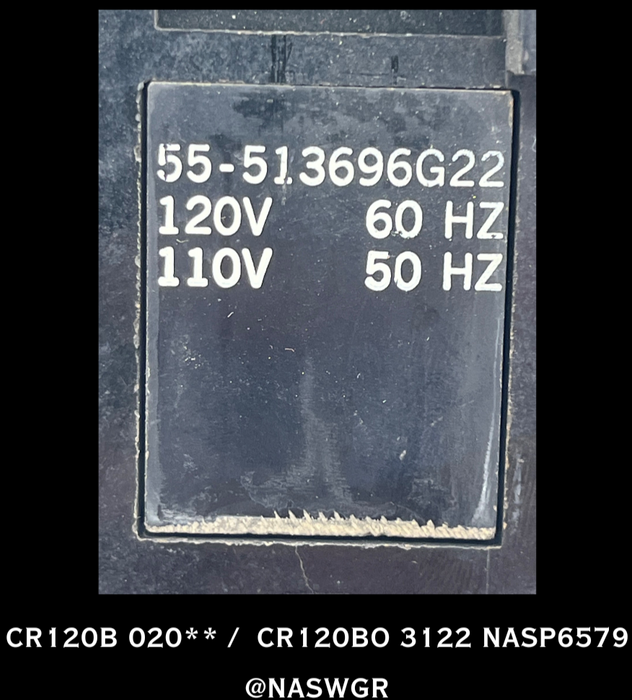 55-513696G22
120V 60 HZ
110V 50 HZ
CR120B 020** / CR120BO 3122 NASP6579
@NASWGR